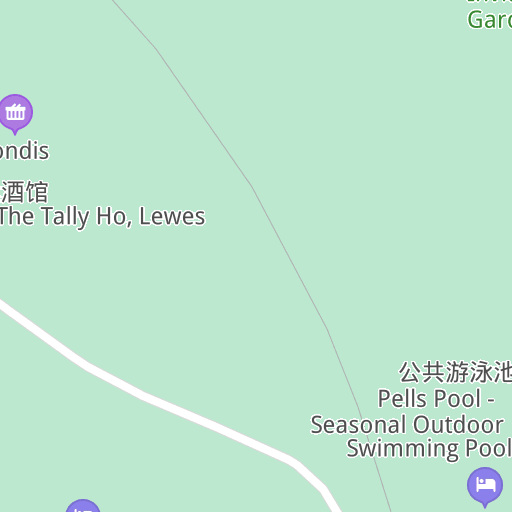 Gard
ondis
酒馆
The Tally Ho, Lewes
公共游泳池
Pells Pool -
Seasonal Outdoor
Swimming Pool